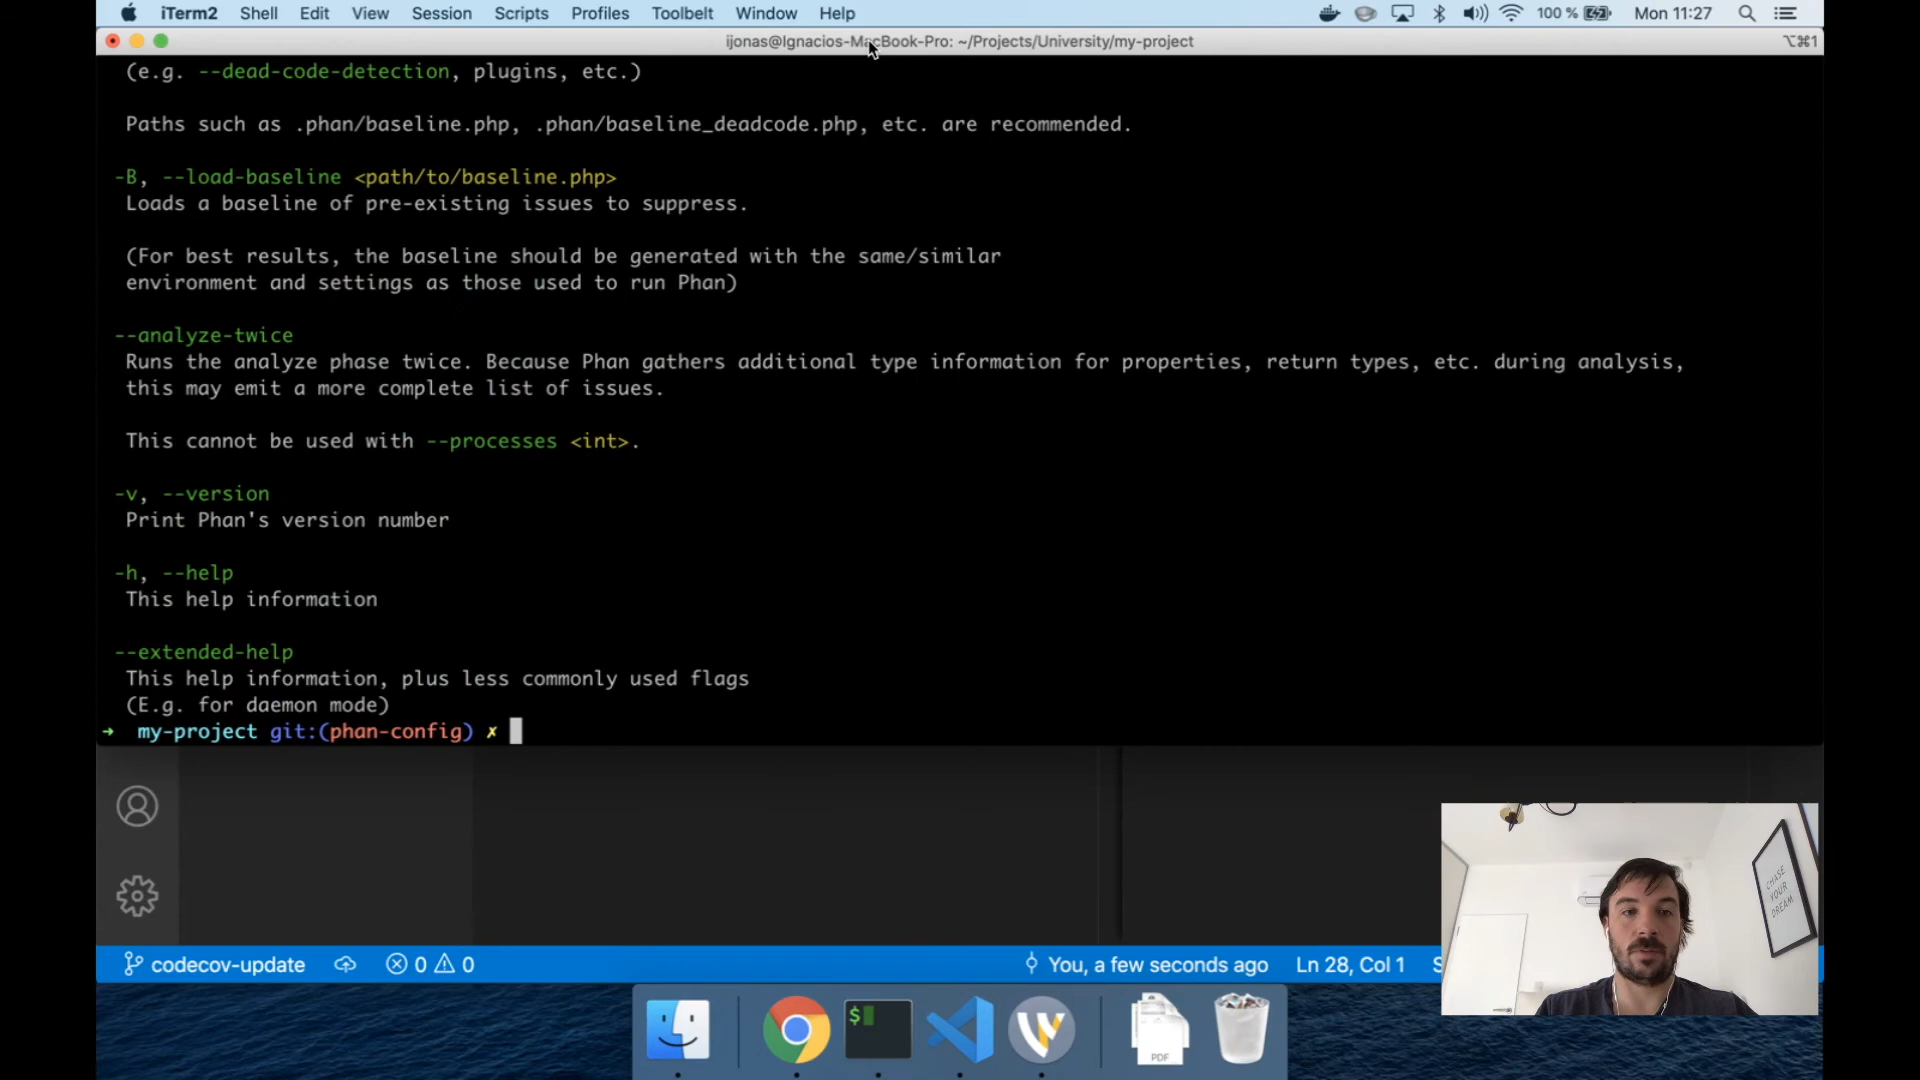 iTerm2 Shell Edit View Session Scripts Profiles Toolbelt Window Help 100 % Mon 11:27
ijonas@Ignacios-MacBook-Pro: ~/Projects/University/my-project ⌥⌘1
(e.g. --dead-code-detection, plugins, etc.)
Paths such as .phan/baseline.php, .phan/baseline_deadcode.php, etc. are recommended.
-B, --load-baseline <path/to/baseline.php>
Loads a baseline of pre-existing issues to suppress.
(For best results, the baseline should be generated with the same/similar
environment and settings as those used to run Phan)
--analyze-twice
Runs the analyze phase twice. Because Phan gathers additional type information for properties, return types, etc. during analysis,
this may emit a more complete list of issues.
This cannot be used with --processes <int>.
-v, --version
Print Phan's version number
-h, --help
This help information
--extended-help
This help information, plus less commonly used flags
(E.g. for daemon mode)
➜ my-project git:(phan-config) ✗
CHASE
YOUR
DREAM
codecov-update 0 0 You, a few seconds ago Ln 28, Col 1 S
$
PDF